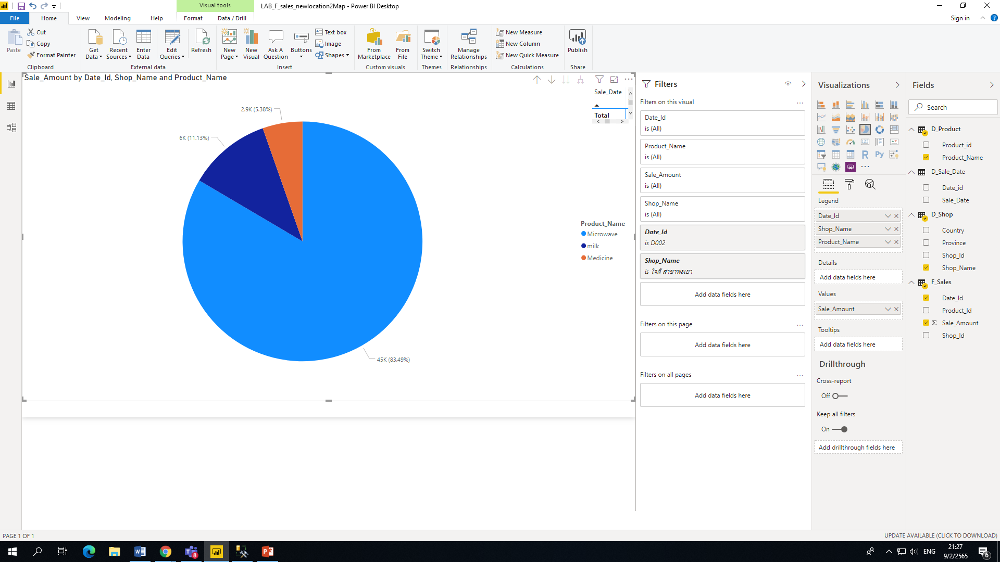 Visual tools
LAB_F_sales_newlocation2Map - Power BI Desktop
File
Home
View
Modeling
Help
Format
Data / Drill
Sign in
Paste
Cut
Copy
Format Painter
Clipboard
Get Data
Recent Sources
Enter Data
Edit Queries
Refresh
External data
New Page
New Visual
Ask A Question
Buttons
Text box
Image
Shapes
Insert
From Marketplace
From File
Custom visuals
Switch Theme
Themes
Manage Relationships
Relationships
New Measure
New Column
New Quick Measure
Calculations
Publish
Share
Sale_Amount by Date_Id, Shop_Name and Product_Name
Sale_Date
Total
2.9K (5.38%)
6K (11.13%)
45K (83.49%)
Product_Name
Microwave
milk
Medicine
Filters
Filters on this visual
Date_Id
is (All)
Product_Name
is (All)
Sale_Amount
is (All)
Shop_Name
is (All)
Date_Id
is D002
Shop_Name
is ใจดี สาขาพะเยา
Add data fields here
Filters on this page
Add data fields here
Filters on all pages
Add data fields here
Visualizations
R
Py
123
Legend
Date_Id
Shop_Name
Product_Name
Details
Add data fields here
Values
Sale_Amount
Tooltips
Add data fields here
Drillthrough
Cross-report
Off
Keep all filters
On
Add drillthrough fields here
Fields
Search
D_Product
Product_id
Product_Name
D_Sale_Date
Date_id
Sale_Date
D_Shop
Country
Province
Shop_Id
Shop_Name
F_Sales
Date_Id
Product_Id
Σ Sale_Amount
Shop_Id
PAGE 1 OF 1
UPDATE AVAILABLE (CLICK TO DOWNLOAD)
8
ENG
21:27
9/2/2565
6